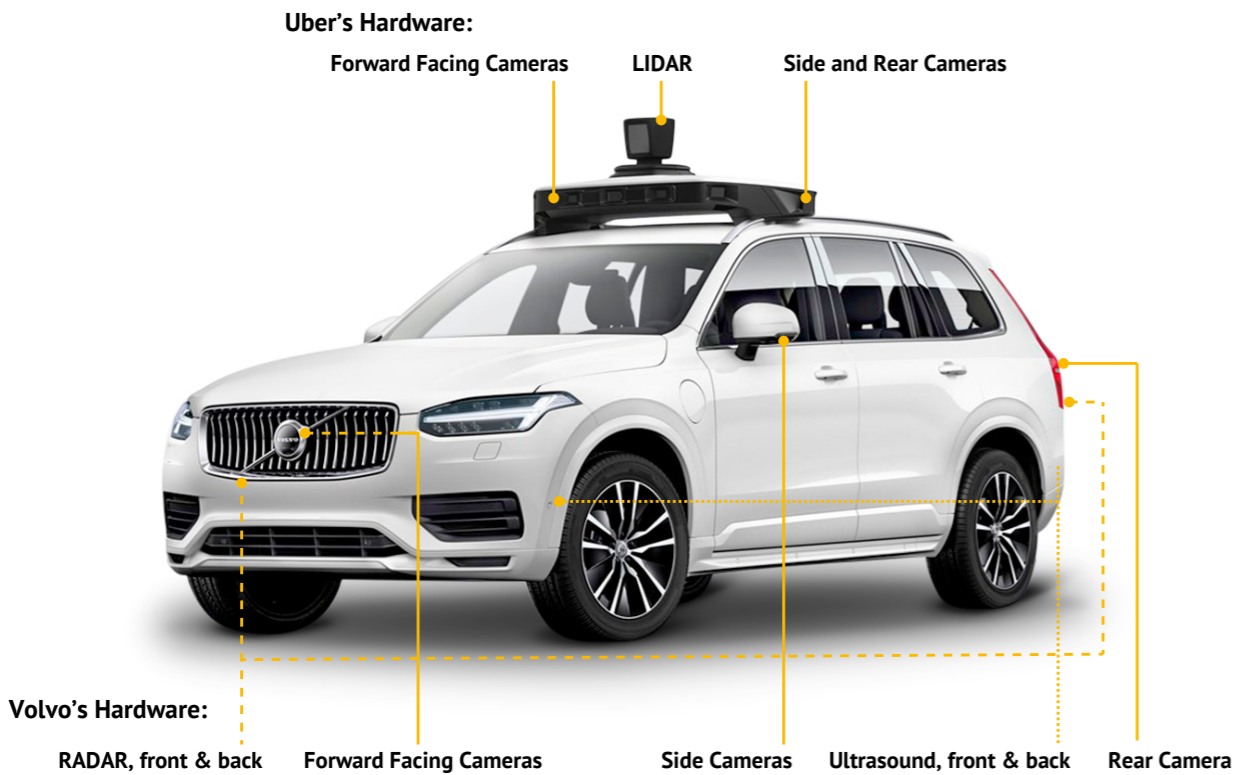 Uber’s Hardware:
Forward Facing Cameras
LIDAR
Side and Rear Cameras
VOLVO
Volvo’s Hardware:
RADAR, front & back
Forward Facing Cameras
Side Cameras
Ultrasound, front & back
Rear Camera